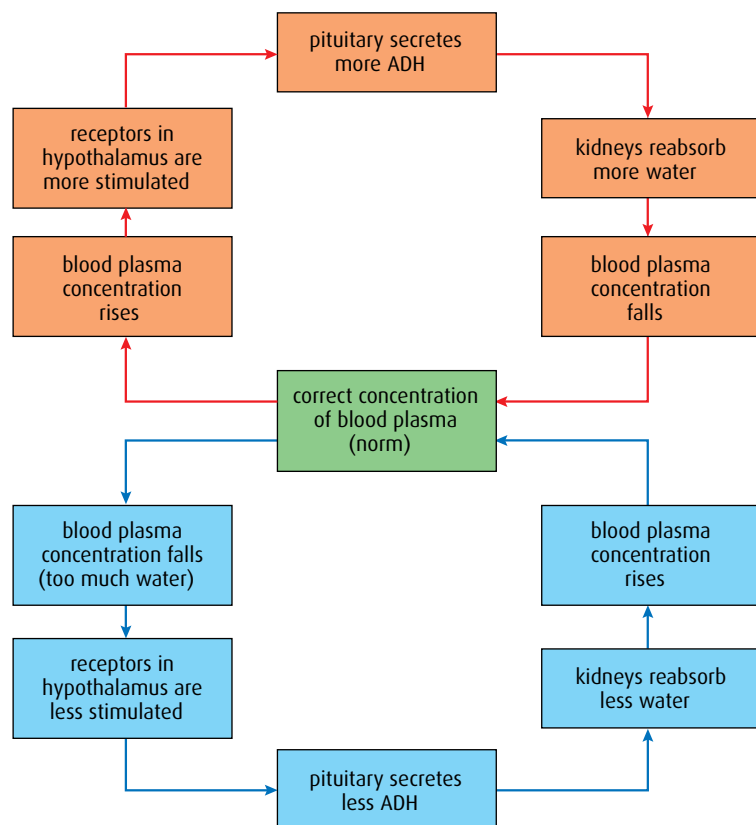 pituitary secretes
more ADH
receptors in
hypothalamus are
more stimulated
kidneys reabsorb
more water
blood plasma
concentration
rises
blood plasma
concentration
falls
correct concentration
of blood plasma
(norm)
blood plasma
concentration falls
(too much water)
blood plasma
concentration
rises
receptors in
hypothalamus are
less stimulated
kidneys reabsorb
less water
pituitary secretes
less ADH